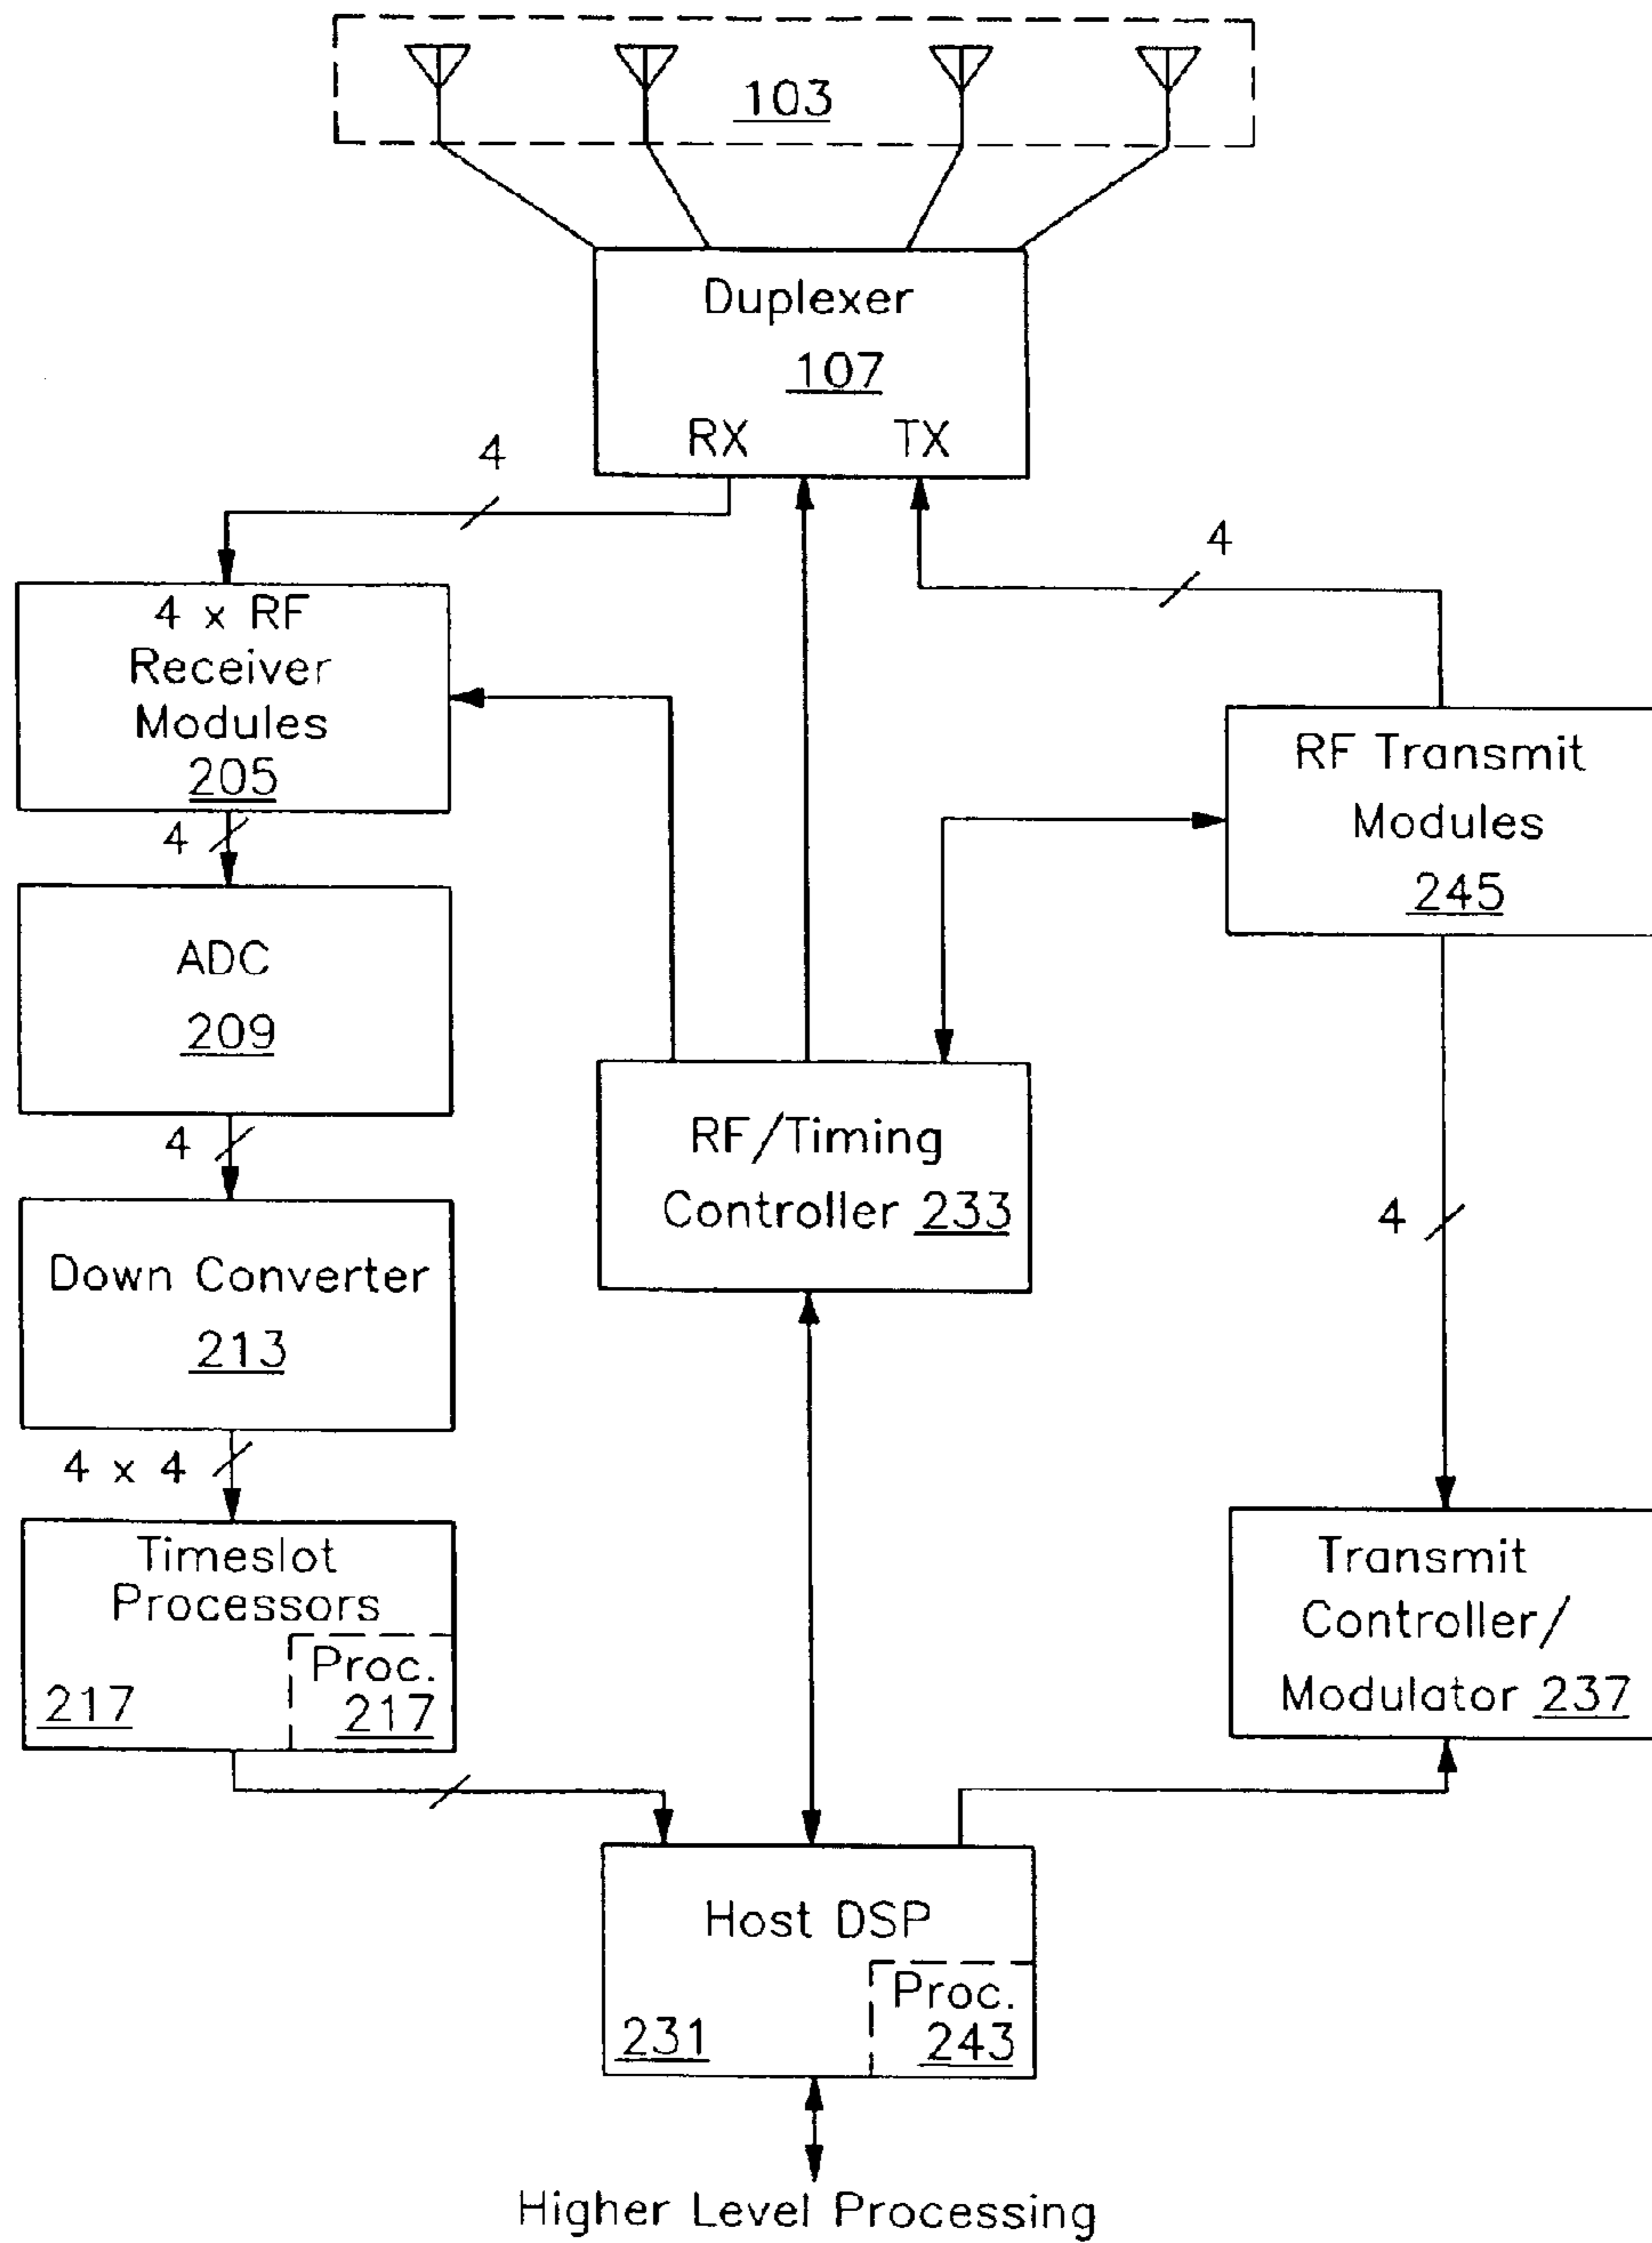 103
Duplexer
107
RX TX
4
4
4 x RF
Receiver
Modules
205
RF Transmit
Modules
245
4
ADC
209
4
RF/Timing
Controller 233
4
Down Converter
213
4 x 4
Timeslot
Processors
Proc.
217
217
Transmit
Controller/
Modulator 237
Host DSP
Proc.
243
231
Higher Level Processing